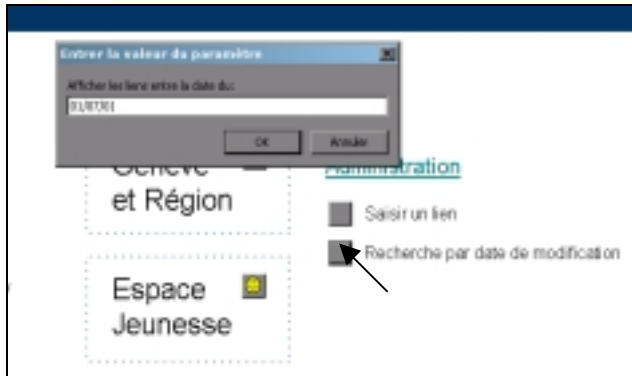 Entrer la valeur du paramètre
Afficher les liens entre la date du:
01/07/01
OK
Annuler
Genève
et Région
Administration
Saisir un lien
Recherche par date de modification
Espace
Jeunesse